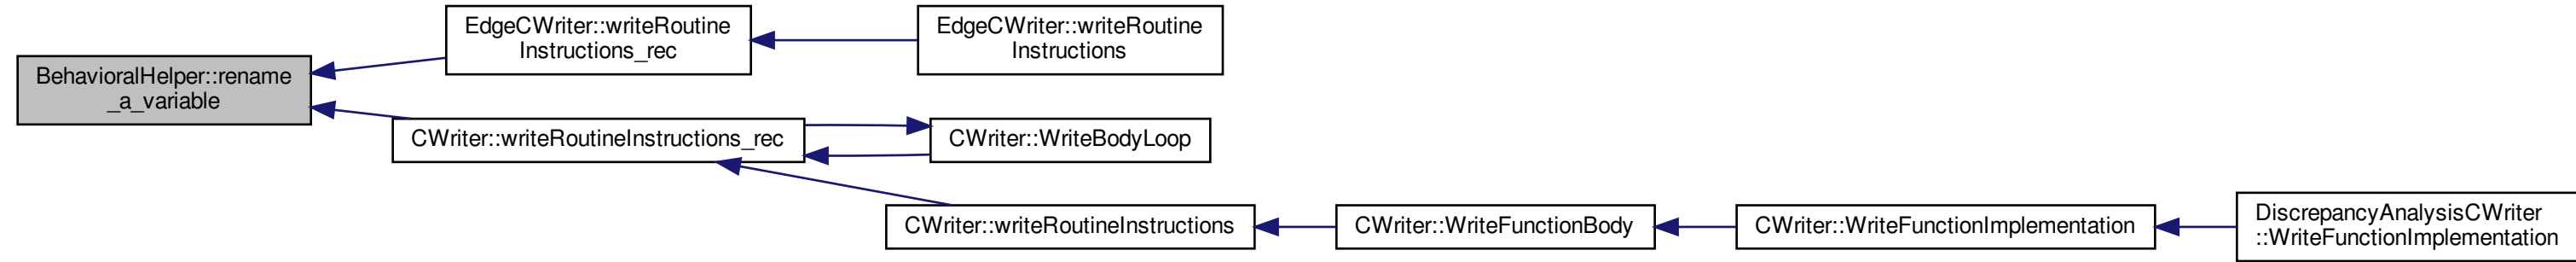 BehavioralHelper::rename
_a_variable
EdgeCWriter::writeRoutine
Instructions_rec
EdgeCWriter::writeRoutine
Instructions
CWriter::writeRoutineInstructions_rec
CWriter::WriteBodyLoop
CWriter::writeRoutineInstructions
CWriter::WriteFunctionBody
CWriter::WriteFunctionImplementation
DiscrepancyAnalysisCWriter
::WriteFunctionImplementation